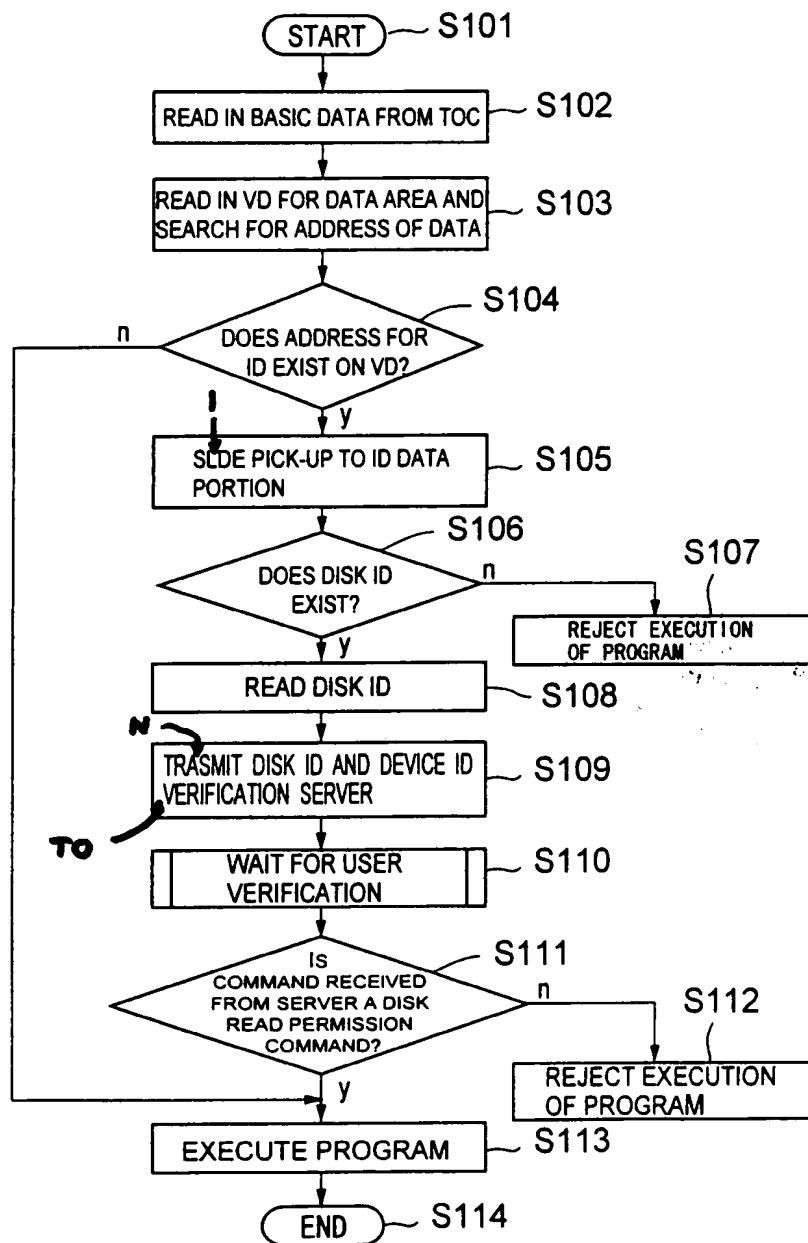 START
S101
READ IN BASIC DATA FROM TOC
S102
READ IN VD FOR DATA AREA AND
SEARCH FOR ADDRESS OF DATA
S103
S104
n
DOES ADDRESS FOR
ID EXIST ON VD?
y
I
SLDE PICK-UP TO ID DATA
PORTION
S105
S106
DOES DISK ID
EXIST?
n
S107
REJECT EXECUTION
OF PROGRAM
y
READ DISK ID
S108
N
TRASMIT DISK ID AND DEVICE ID
VERIFICATION SERVER
S109
TO
WAIT FOR USER
VERIFICATION
S110
S111
Is
COMMAND RECEIVED
FROM SERVER A DISK
READ PERMISSION
COMMAND?
n
S112
REJECT EXECUTION
OF PROGRAM
y
EXECUTE PROGRAM
S113
END
S114